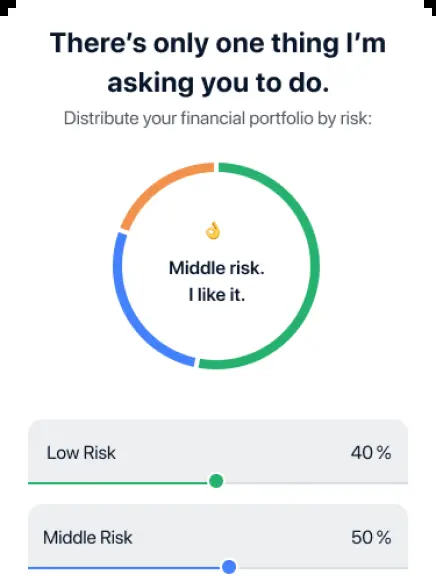 There’s only one thing I’m
asking you to do.
Distribute your financial portfolio by risk:
👌
Middle risk.
I like it.
Low Risk 40 %
Middle Risk 50 %